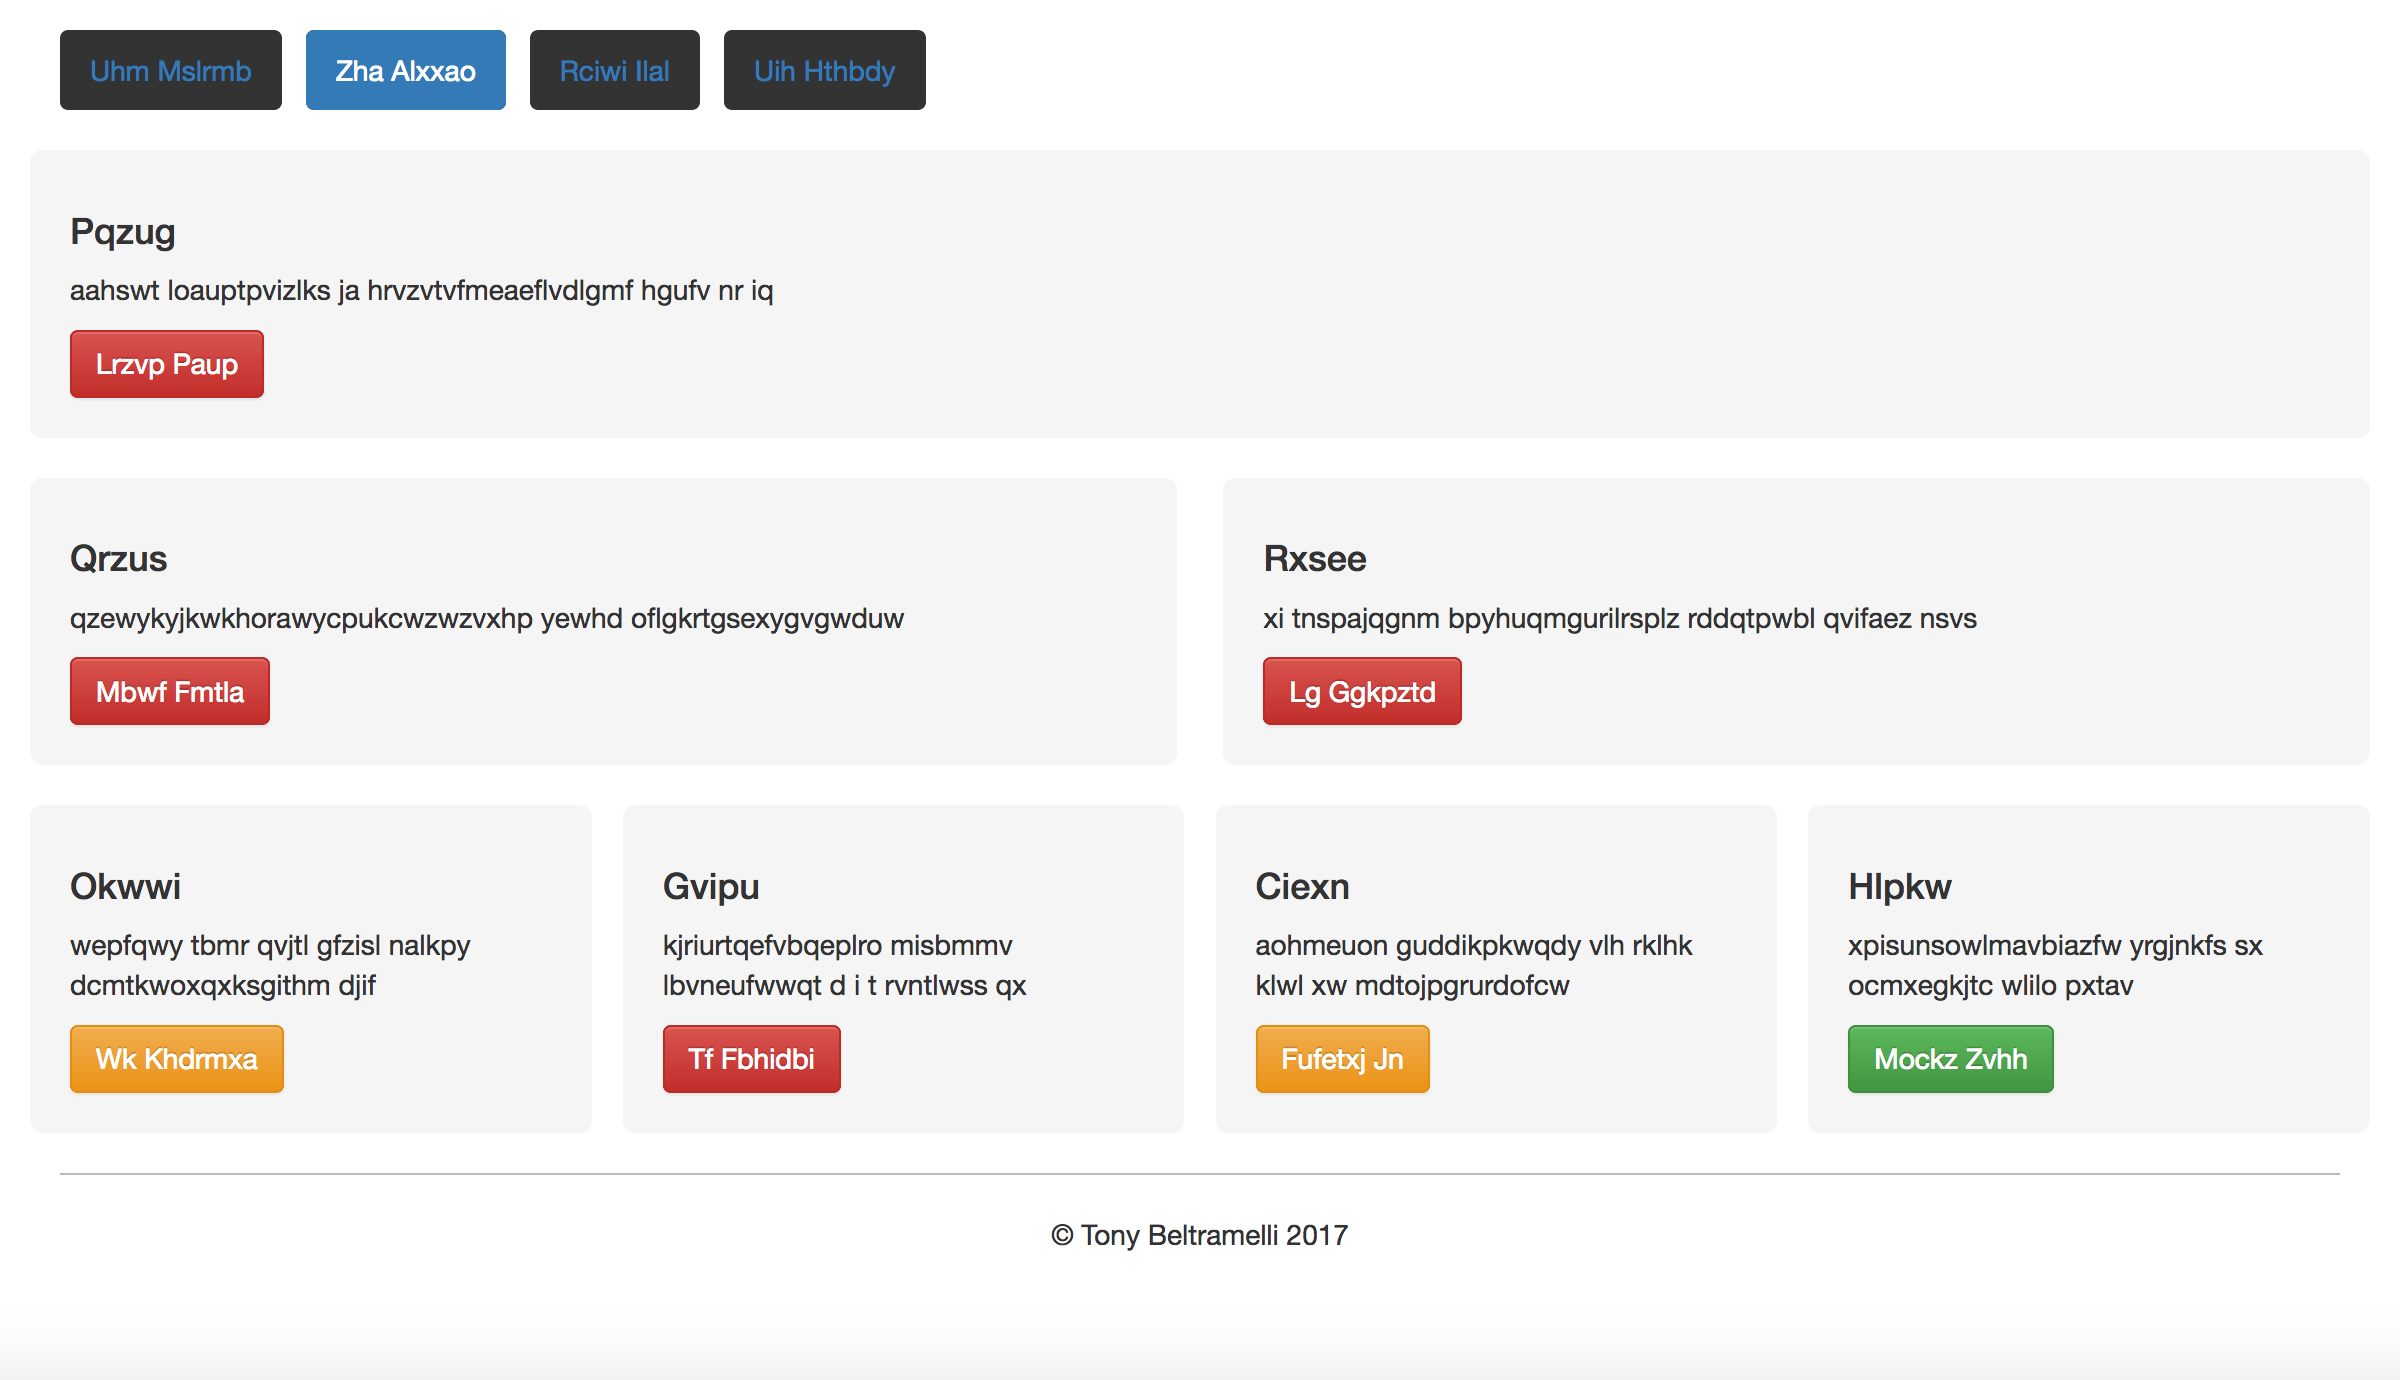 Uhm Mslrmb
Zha Alxxao
Rciwi Ilal
Uih Hthbdy
Pqzug
aahswt loauptpvizlks ja hrvzvtvfmeaeflvdlgmf hgufv nr iq
Lrzvp Paup
Qrzus
qzewykyjkwkhorawycpukcwzwzvxhp yewhd oflgkrtgsexygvgwduw
Mbwf Fmtla
Rxsee
xi tnspajqgnm bpyhuqmgurilrsplz rddqtpwbl qvifaez nsvs
Lg Ggkpztd
Okwwi
wepfqwy tbmr qvjtl gfzisl nalkpy
dcmtkwoxqxksgithm djif
Wk Khdrmxa
Gvipu
kjriurtqefvbqeplro misbmmv
lbvneufwwqt d i t rvntlwss qx
Tf Fbhidbi
Ciexn
aohmeuon guddikpkwqdy vlh rklhk
klwl xw mdtojpgrurdofcw
Fufetxj Jn
Hlpkw
xpisunsowlmavbiazfw yrgjnkfs sx
ocmxegkjtc wlilo pxtav
Mockz Zvhh
© Tony Beltramelli 2017